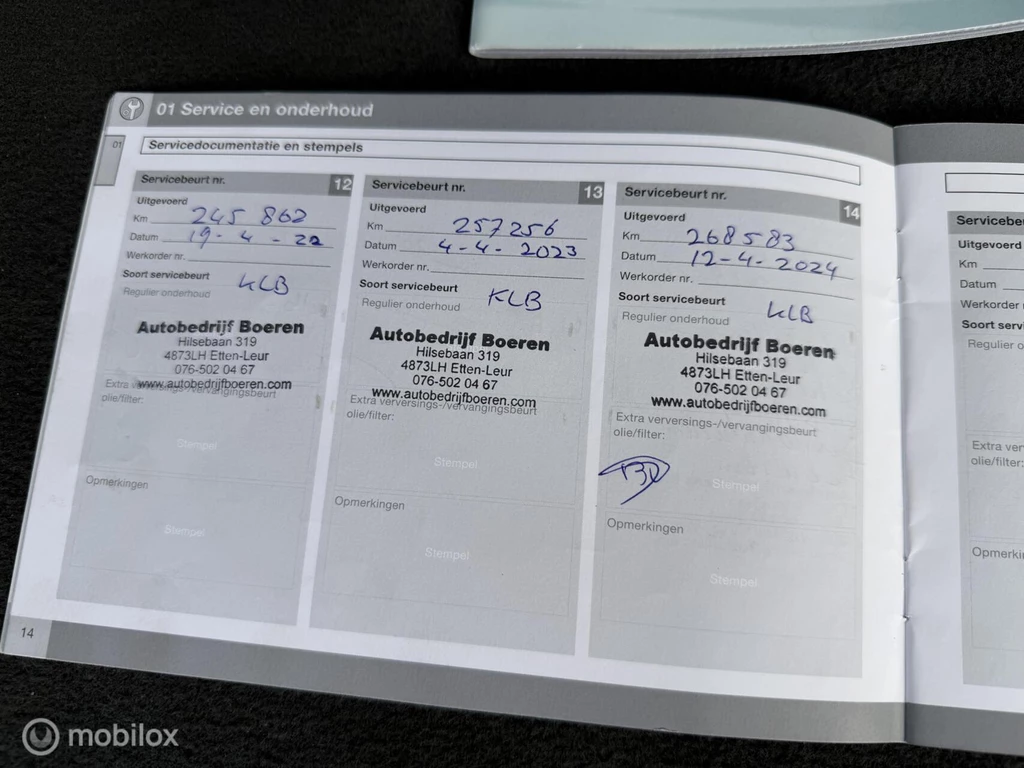 01 Service en onderhoud
01
Servicedocumentatie en stempels
Servicebeurt nr. 12
Uitgevoerd
Km 245 862
Datum 19-4-22
Werkorder nr.
Soort servicebeurt
KLB
Regulier onderhoud
Autobedrijf Boeren
Hilsebaan 319
4873LH Etten-Leur
076-502 04 67
www.autobedrijfboeren.com
Extra verversings-/vervangingsbeurt
olie/filter:
Stempel
Opmerkingen
Stempel
Servicebeurt nr. 13
Uitgevoerd
Km 257256
Datum 4-4-2023
Werkorder nr.
Soort servicebeurt
KLB
Regulier onderhoud
Autobedrijf Boeren
Hilsebaan 319
4873LH Etten-Leur
076-502 04 67
www.autobedrijfboeren.com
Extra verversings-/vervangingsbeurt
olie/filter:
Stempel
Opmerkingen
Stempel
Servicebeurt nr. 14
Uitgevoerd
Km 268583
Datum 12-4-2024
Werkorder nr.
Soort servicebeurt
KLB
Regulier onderhoud
Autobedrijf Boeren
Hilsebaan 319
4873LH Etten-Leur
076-502 04 67
www.autobedrijfboeren.com
Extra verversings-/vervangingsbeurt
olie/filter:
Stempel
Opmerkingen
Stempel
14
Servicebeu
Uitgevoerd
Km
Datum
Werkorder
Soort servi
Regulier o
Extra ver
olie/filter:
Opmerki
mobilox